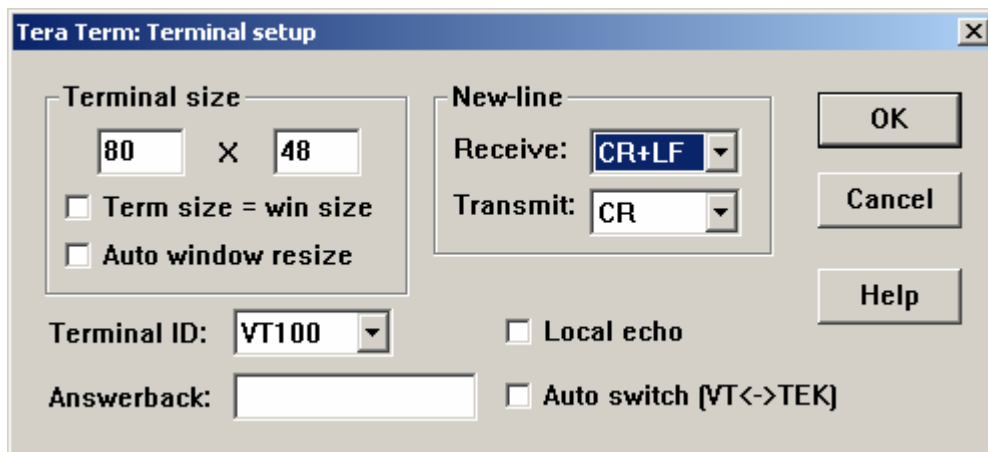 Tera Term: Terminal setup
Terminal size
80 X 48
Term size = win size
Auto window resize
New-line
Receive: CR+LF
Transmit: CR
OK
Cancel
Help
Terminal ID: VT100
Local echo
Answerback:
Auto switch (VT<->TEK)